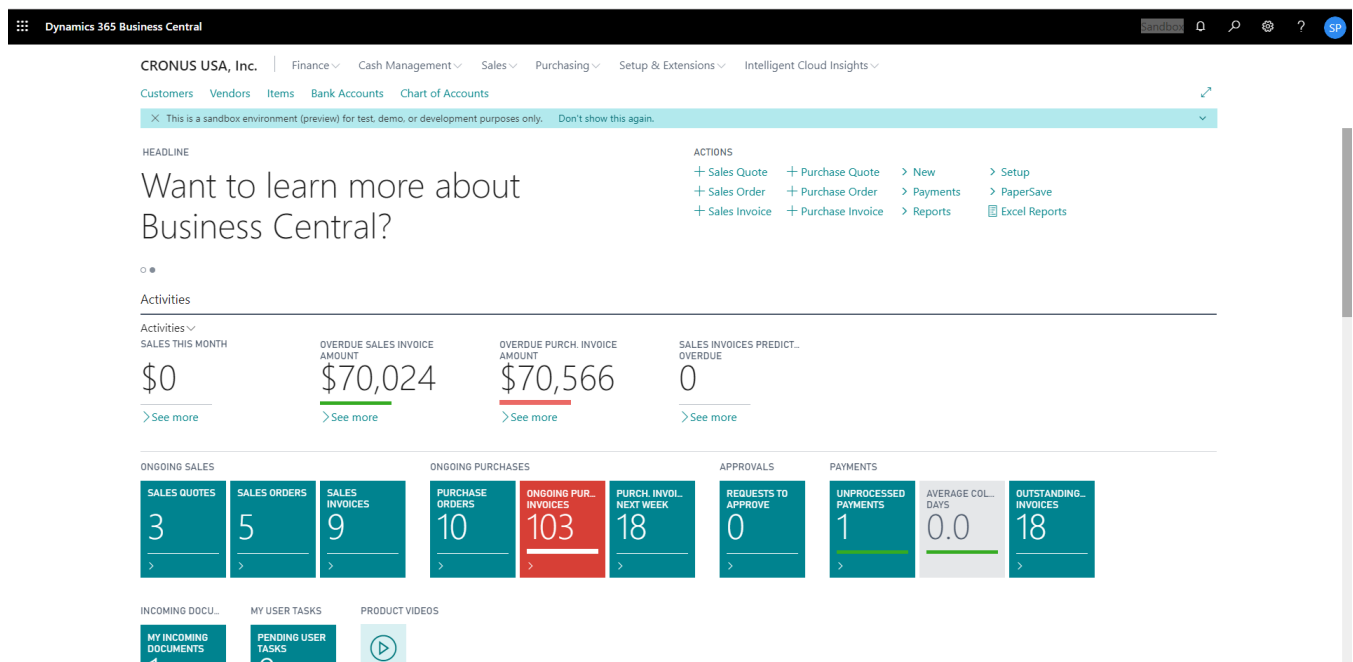 Dynamics 365 Business Central
Sandbox
?
SP
CRONUS USA, Inc.
Finance
Cash Management
Sales
Purchasing
Setup & Extensions
Intelligent Cloud Insights
Customers
Vendors
Items
Bank Accounts
Chart of Accounts
This is a sandbox environment (preview) for test, demo, or development purposes only.
Don't show this again.
HEADLINE
Want to learn more about
Business Central?
ACTIONS
+ Sales Quote
+ Purchase Quote
> New
> Setup
+ Sales Order
+ Purchase Order
> Payments
> PaperSave
+ Sales Invoice
+ Purchase Invoice
> Reports
Excel Reports
Activities
Activities
SALES THIS MONTH
$0
>See more
OVERDUE SALES INVOICE
AMOUNT
$70,024
>See more
OVERDUE PURCH. INVOICE
AMOUNT
$70,566
>See more
SALES INVOICES PREDICT...
OVERDUE
0
>See more
ONGOING SALES
SALES QUOTES
3
>
SALES ORDERS
5
>
SALES
INVOICES
9
>
ONGOING PURCHASES
PURCHASE
ORDERS
10
>
ONGOING PUR...
INVOICES
103
>
PURCH. INVOI...
NEXT WEEK
18
>
APPROVALS
REQUESTS TO
APPROVE
0
>
PAYMENTS
UNPROCESSED
PAYMENTS
1
>
AVERAGE COL...
DAYS
0.0
OUTSTANDING...
INVOICES
18
>
INCOMING DOCU...
MY INCOMING
DOCUMENTS
MY USER TASKS
PENDING USER
TASKS
PRODUCT VIDEOS